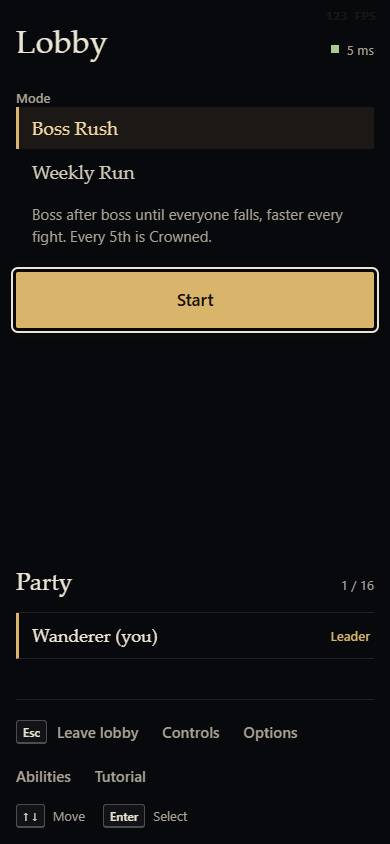 123 FPS
Lobby
5 ms
Mode
Boss Rush
Weekly Run
Boss after boss until everyone falls, faster every
fight. Every 5th is Crowned.
Start
Party
1 / 16
Wanderer (you)
Leader
Esc Leave lobby Controls Options
Abilities Tutorial
↑↓ Move Enter Select